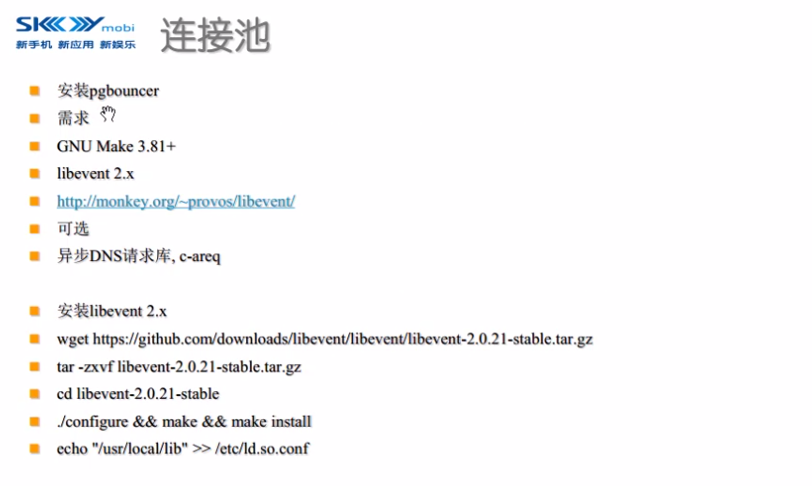 SKYmobi
新手机 新应用 新娱乐
连接池
安装pgbouncer
需求
GNU Make 3.81+
libevent 2.x
http://monkey.org/~provos/libevent/
可选
异步DNS请求库, c-areq
安装libevent 2.x
wget https://github.com/downloads/libevent/libevent/libevent-2.0.21-stable.tar.gz
tar -zxvf libevent-2.0.21-stable.tar.gz
cd libevent-2.0.21-stable
./configure && make && make install
echo "/usr/local/lib" >> /etc/ld.so.conf